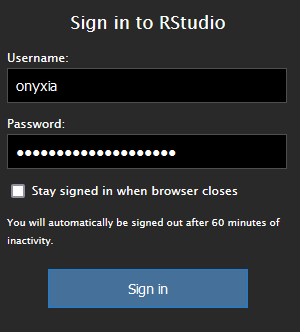 Sign in to RStudio
Username:
onyxia
Password:
••••••••••••••••••••
Stay signed in when browser closes
You will automatically be signed out after 60 minutes of
inactivity.
Sign in